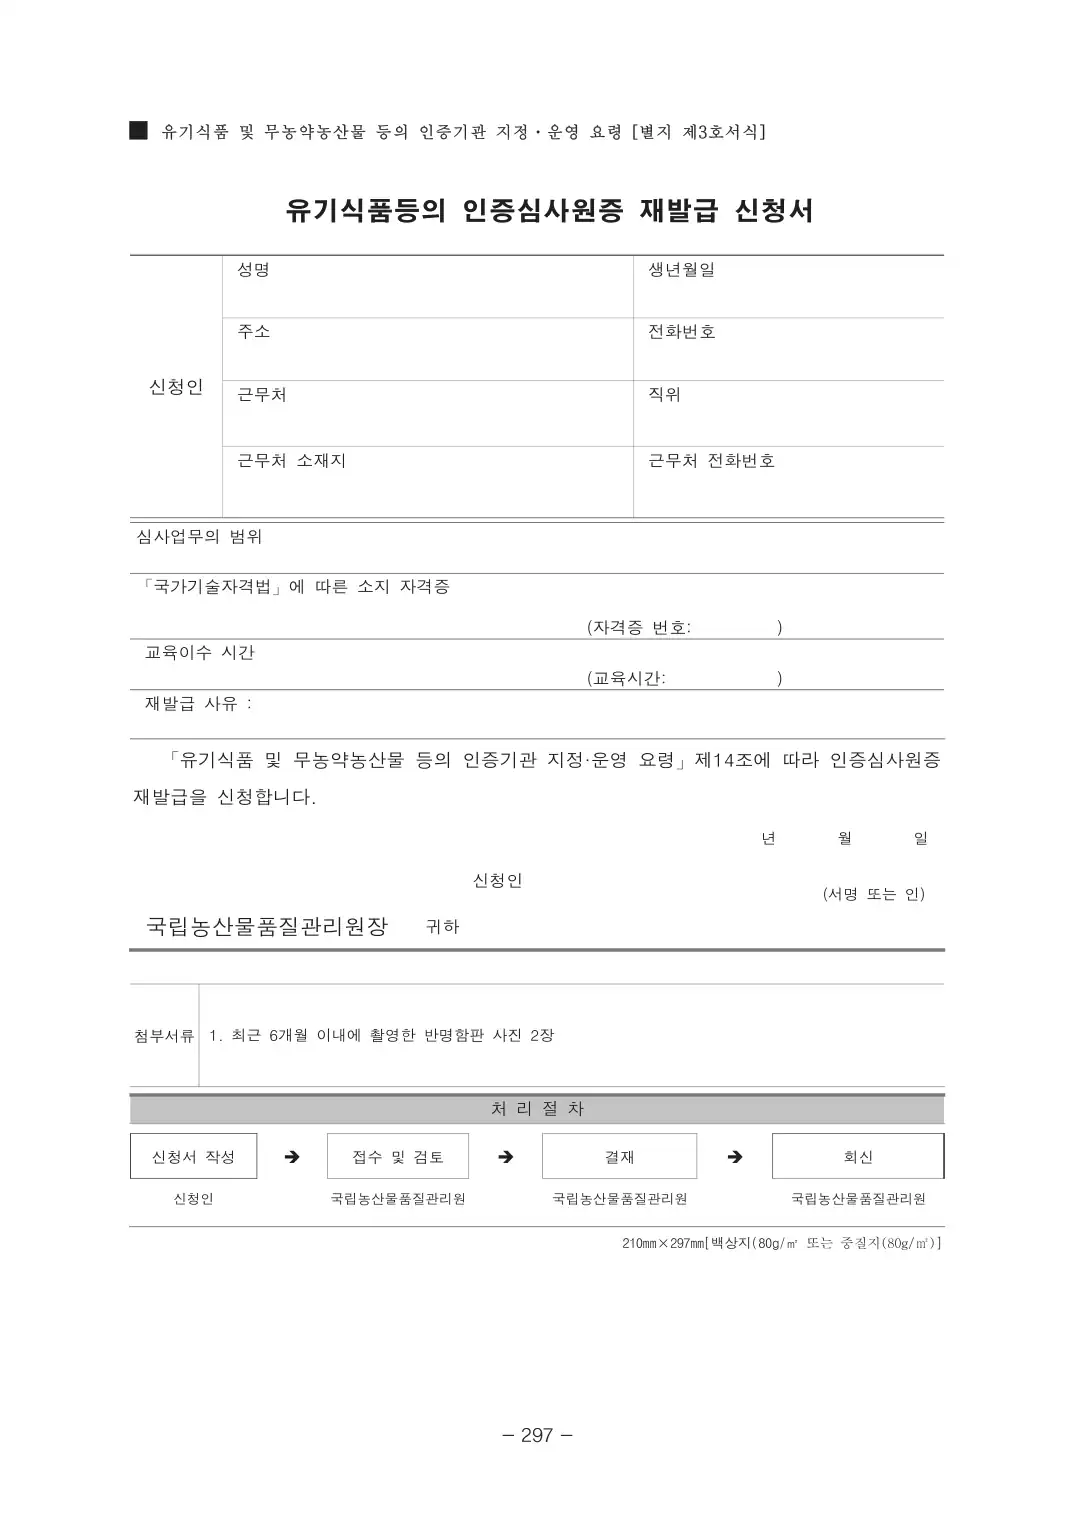 ■ 유기식품 및 무농약농산물 등의 인증기관 지정·운영 요령 [별지 제3호서식]
유기식품등의 인증심사원증 재발급 신청서
신청인
성명 생년월일
주소 전화번호
근무처 직위
근무처 소재지 근무처 전화번호
심사업무의 범위
「국가기술자격법」에 따른 소지 자격증
(자격증 번호: )
교육이수 시간
(교육시간: )
재발급 사유 :
「유기식품 및 무농약농산물 등의 인증기관 지정·운영 요령」제14조에 따라 인증심사원증
재발급을 신청합니다.
년 월 일
신청인 (서명 또는 인)
국립농산물품질관리원장 귀하
첨부서류 1. 최근 6개월 이내에 촬영한 반명함판 사진 2장
처 리 절 차
신청서 작성 ➔ 접수 및 검토 ➔ 결재 ➔ 회신
신청인 국립농산물품질관리원 국립농산물품질관리원 국립농산물품질관리원
210㎜×297㎜[백상지(80g/㎡ 또는 중질지(80g/㎡)]
- 297 -